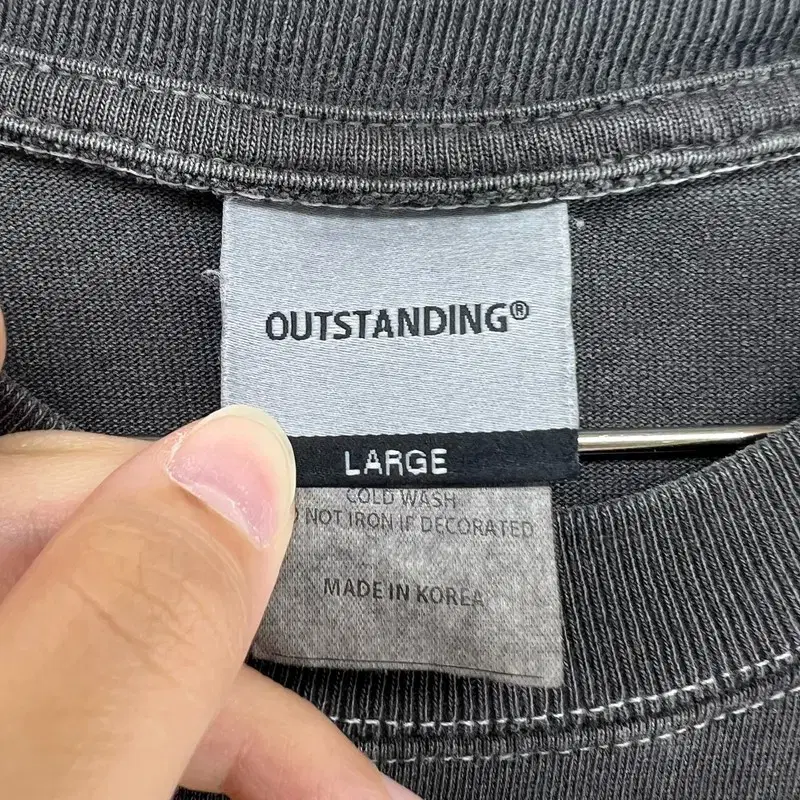 OUTSTANDING®
LARGE
COLD WASH
NOT IRON IF DECORATED
MADE IN KOREA